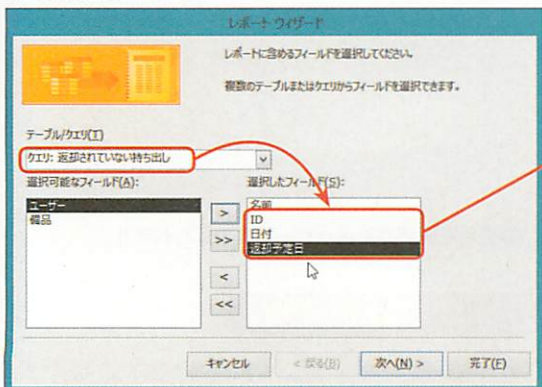 レポート ウィザード
レポートに含めるフィールドを選択してください。
複数のテーブルまたはクエリからフィールドを選択できます。
テーブル/クエリ(T)
クエリ: 返却されていない持ち出し
選択可能なフィールド(A):
選択したフィールド(S):
ユーザー
備品
>
>>
<
<<
名前
ID
日付
返却予定日
キャンセル
< 戻る(B)
次へ(N) >
完了(F)